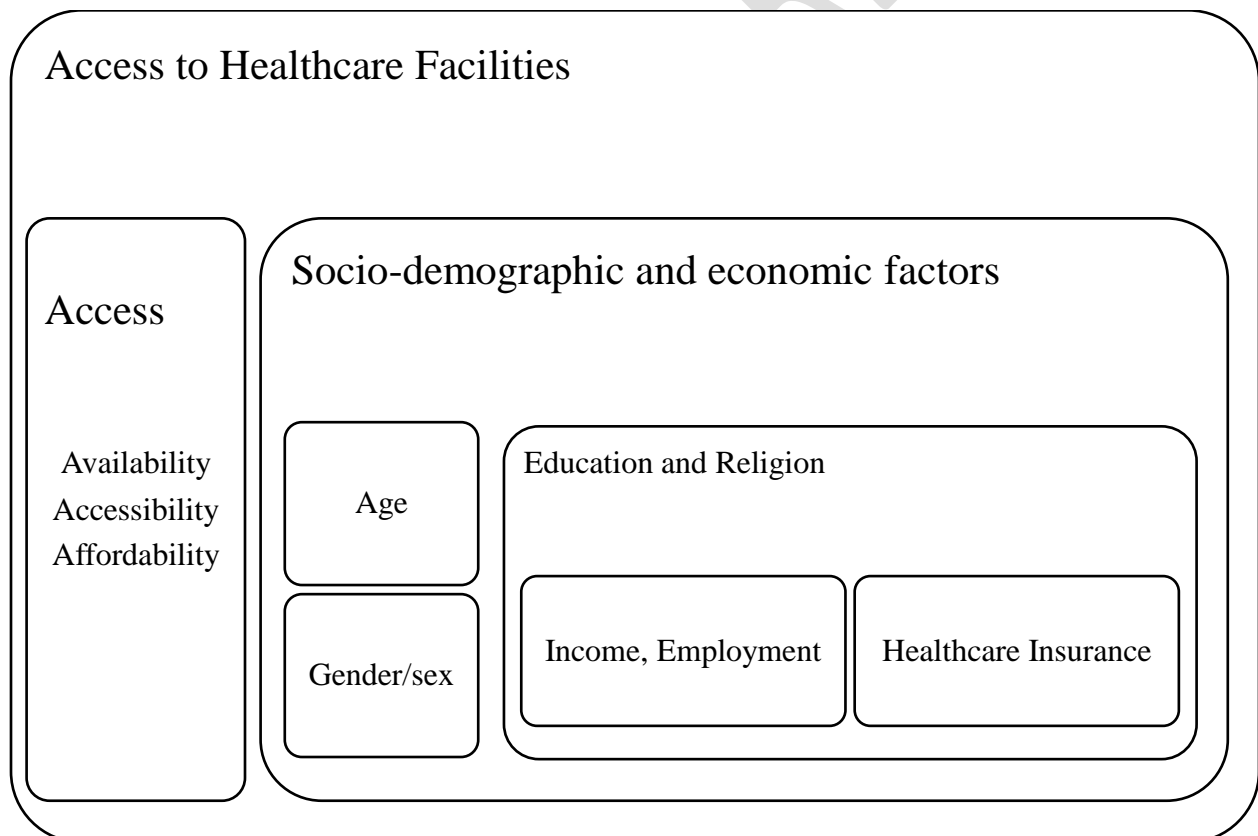 Access to Healthcare Facilities
Access
Availability
Accessibility
Affordability
Socio-demographic and economic factors
Age
Gender/sex
Education and Religion
Income, Employment
Healthcare Insurance